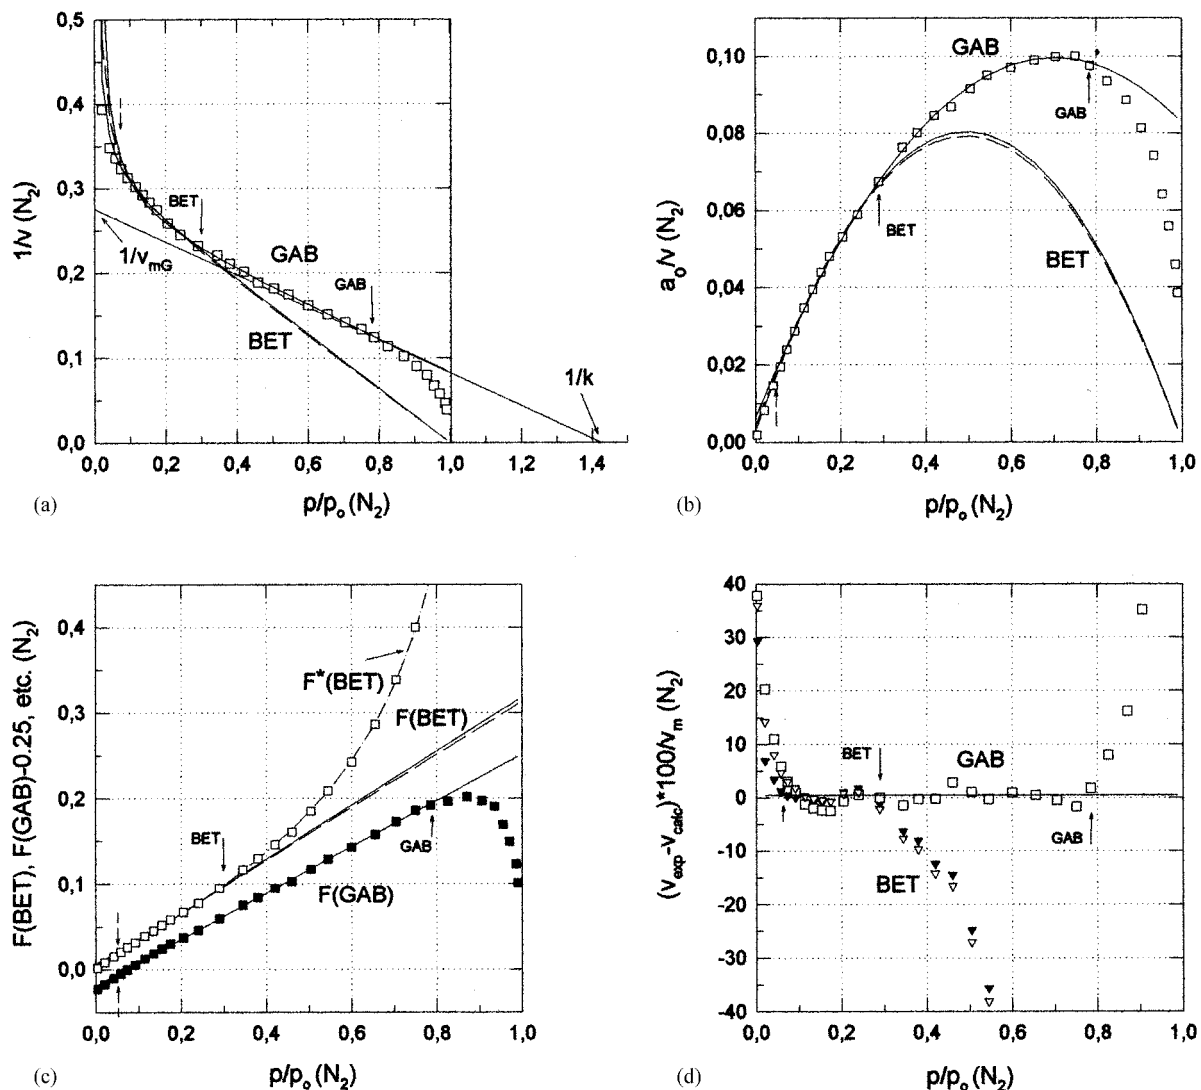 0,5
0,4
0,3
0,2
0,1
0,0
1/v (N2)
BET
GAB
1/vmG
GAB
BET
1/k
0,0 0,2 0,4 0,6 0,8 1,0 1,2 1,4
p/po (N2)
(a)
0,10
0,08
0,06
0,04
0,02
0,00
ao/v (N2)
GAB
GAB
BET
BET
0,0 0,2 0,4 0,6 0,8 1,0
p/po (N2)
(b)
0,4
0,3
0,2
0,1
0,0
F(BET), F(GAB)-0.25, etc. (N2)
F*(BET)
F(BET)
BET
GAB
F(GAB)
0,0 0,2 0,4 0,6 0,8 1,0
p/po (N2)
(c)
40
30
20
10
0
-10
-20
-30
-40
(vexp-vcalc)*100/vm (N2)
BET
GAB
GAB
BET
0,0 0,2 0,4 0,6 0,8 1,0
p/po (N2)
(d)